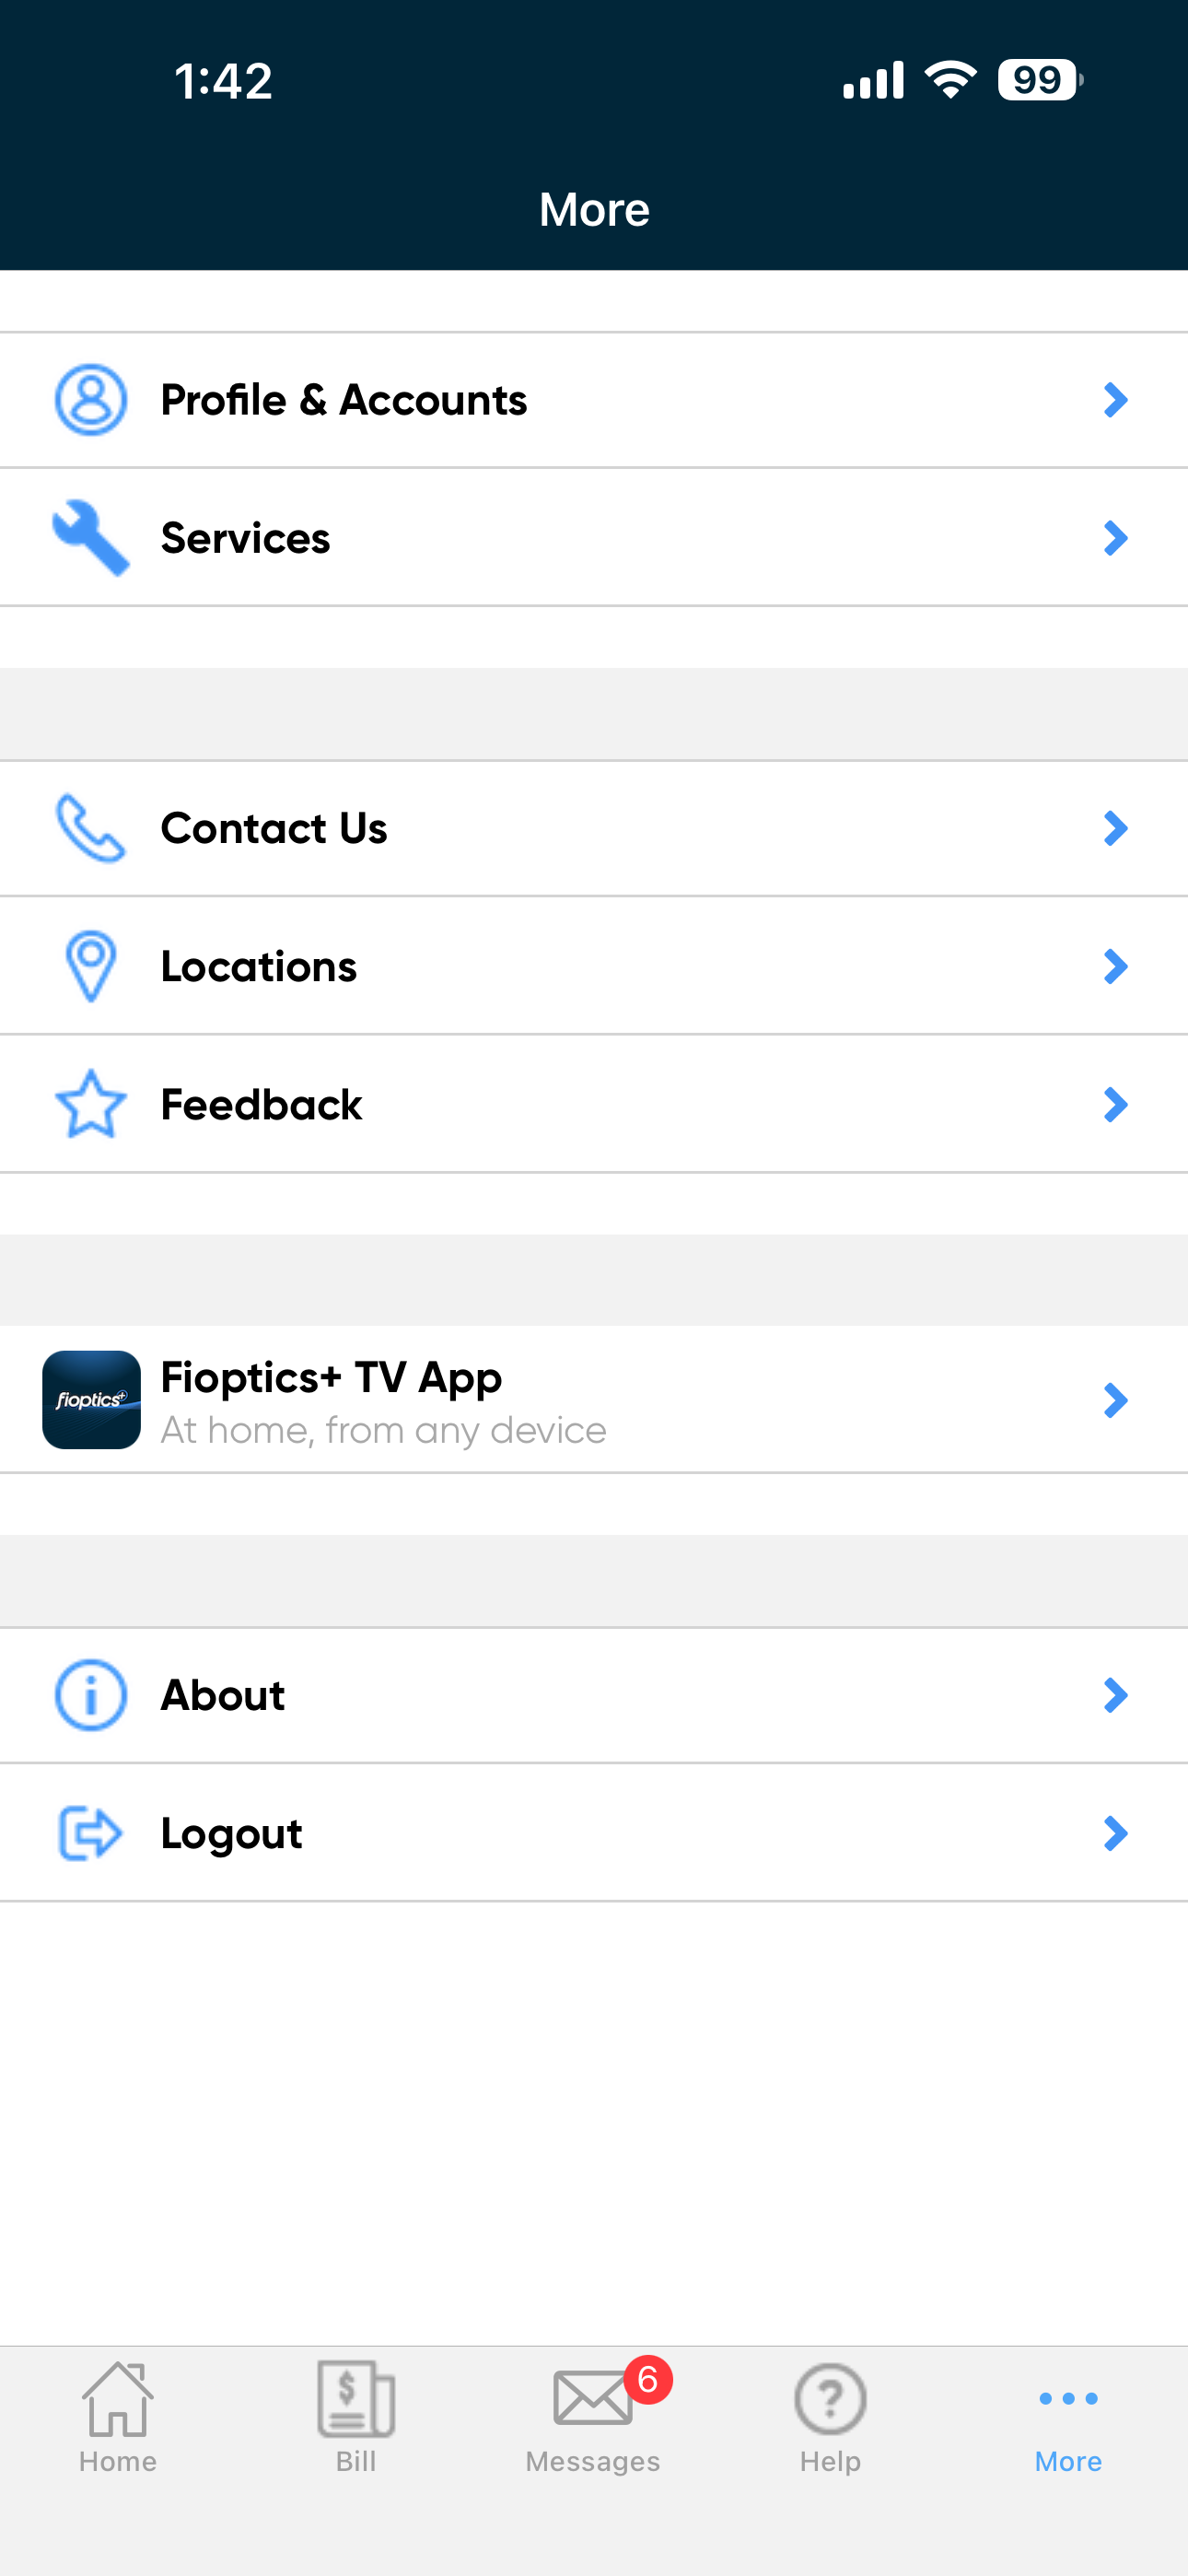 1:42
99
More
Profile & Accounts
Services
Contact Us
Locations
Feedback
fioptics+
Fioptics+ TV App
At home, from any device
About
Logout
6
Home
Bill
Messages
Help
More